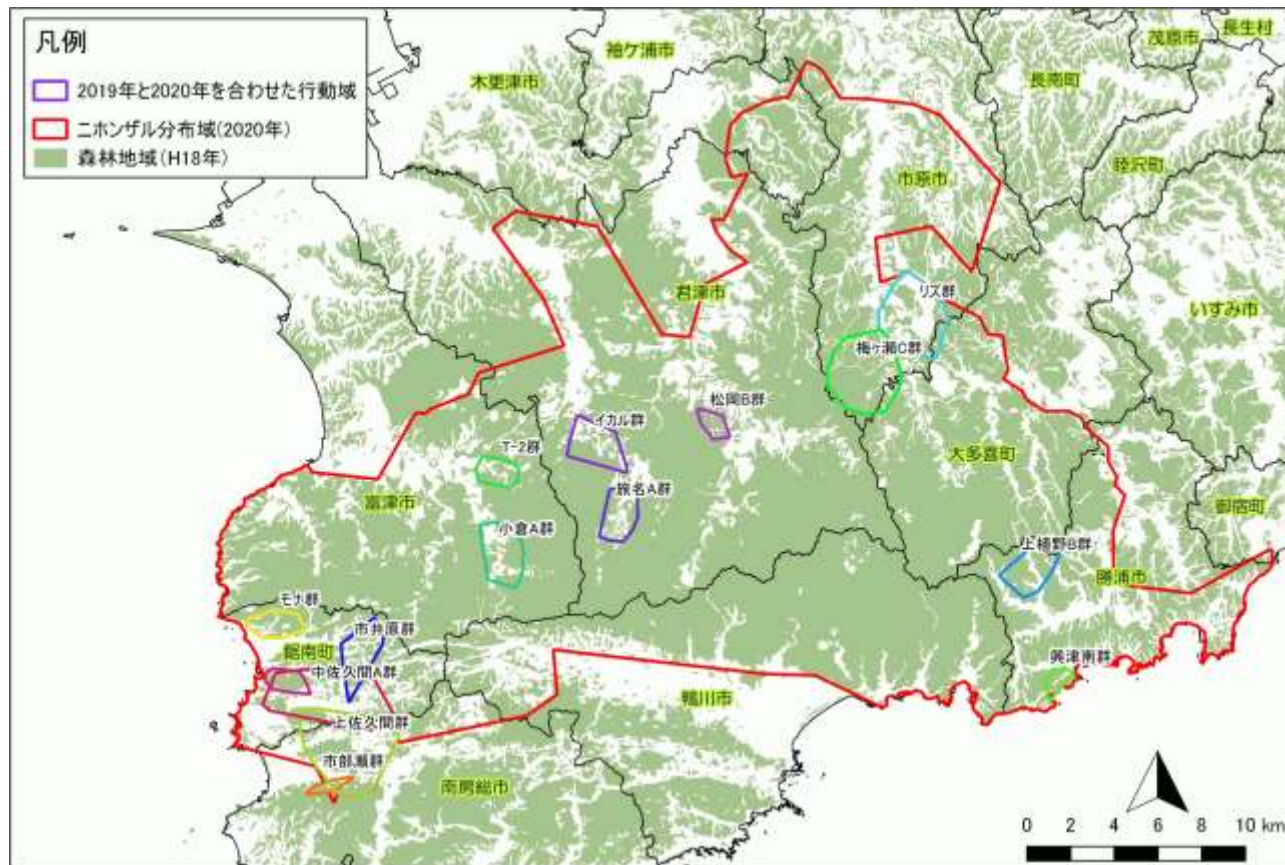 凡例
2019年と2020年を合わせた行動域
ニホンザル分布域(2020年)
森林地域(H18年)
袖ケ浦市
木更津市
茂原市
長生村
長南町
睦沢町
市原市
いすみ市
君津市
リズ群
梅ヶ瀬C群
松岡B群
イカル群
大多喜町
T-2群
富津市
旅名A群
御宿町
小倉A群
上植野B群
勝浦市
モナ群
市井原群
鋸南町
中佐久間A群
興津南群
鴨川市
上佐久間群
市部瀬群
南房総市
0 2 4 6 8 10 km